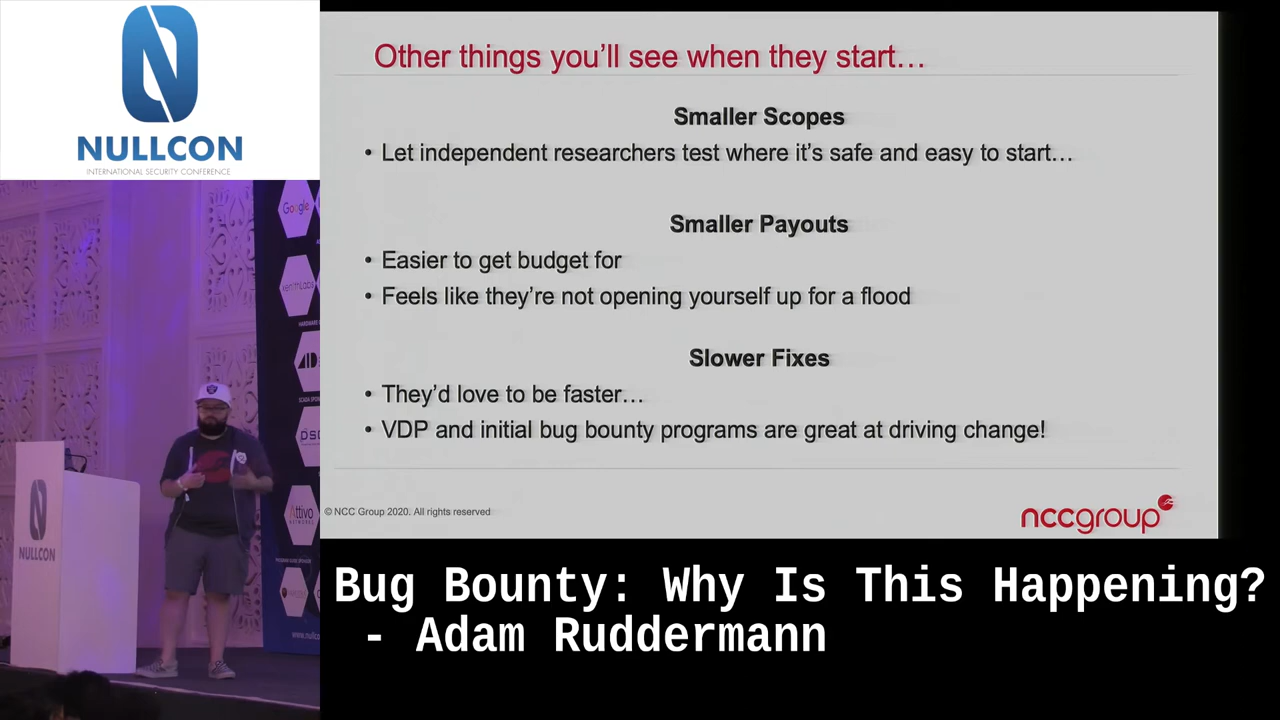 NULLCON
INTERNATIONAL SECURITY CONFERENCE
Google
Attivo
NULLCON
Other things you'll see when they start…
Smaller Scopes
• Let independent researchers test where it's safe and easy to start…
Smaller Payouts
• Easier to get budget for
• Feels like they're not opening yourself up for a flood
Slower Fixes
• They'd love to be faster…
• VDP and initial bug bounty programs are great at driving change!
© NCC Group 2020. All rights reserved
nccgroup
Bug Bounty: Why Is This Happening?
- Adam Ruddermann